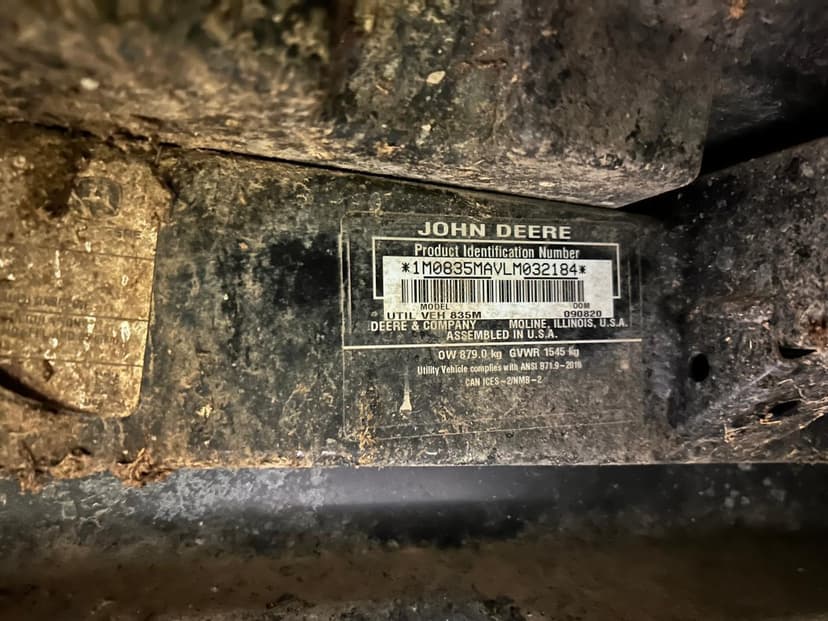 JOHN DEERE
Product Identification Number
*1M0835MAVLM032184*
MODEL DOM
UTIL VEH 835M 090820
DEERE & COMPANY MOLINE, ILLINOIS, U.S.A.
ASSEMBLED IN U.S.A.
OW 879.0 kg GVWR 1545 kg
Utility Vehicle complies with ANSI B71.9-2016
CAN ICES-2/NMB-2